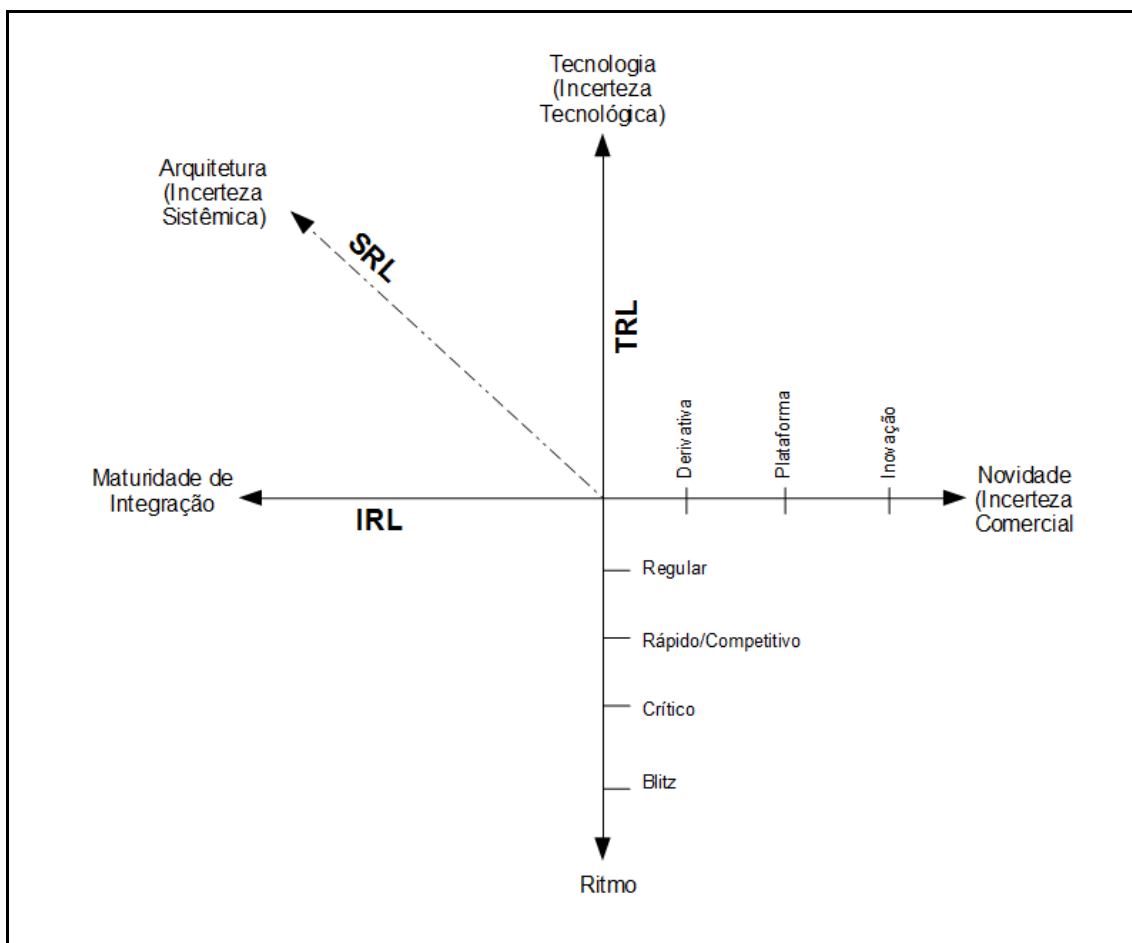 Tecnologia
(Incerteza
Tecnológica)
Arquitetura
(Incerteza
Sistêmica)
SRL
TRL
Derivativa
Plataforma
Inovação
Maturidade de
Integração
IRL
Novidade
(Incerteza
Comercial
Regular
Rápido/Competitivo
Crítico
Blitz
Ritmo